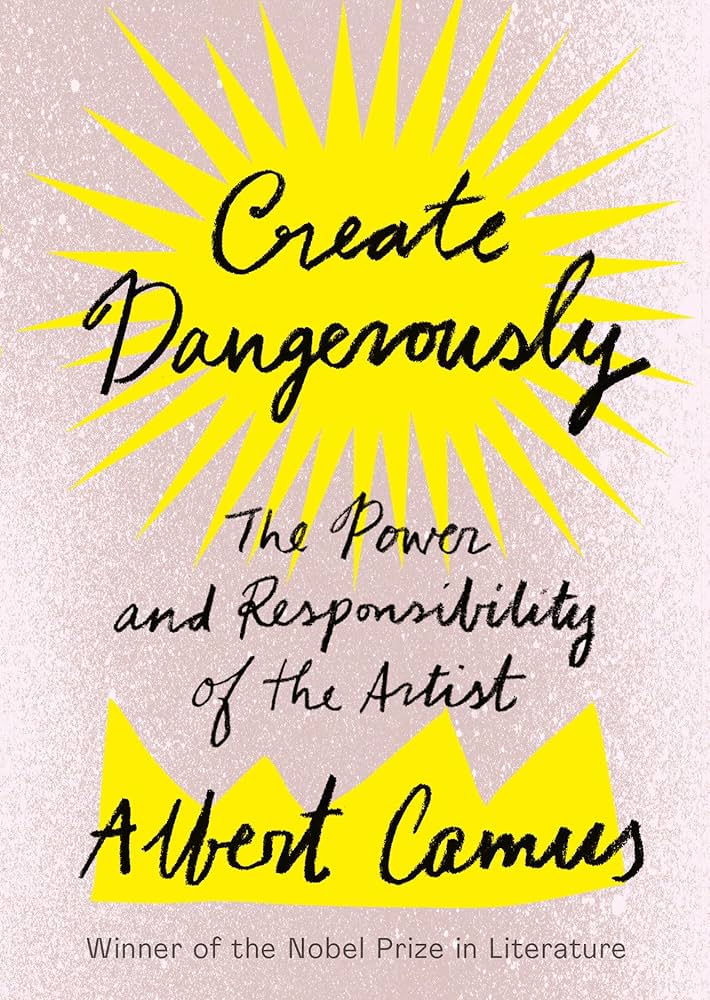 Create
Dangerously
The Power
and Responsibility
of the Artist
Albert Camus
Winner of the Nobel Prize in Literature